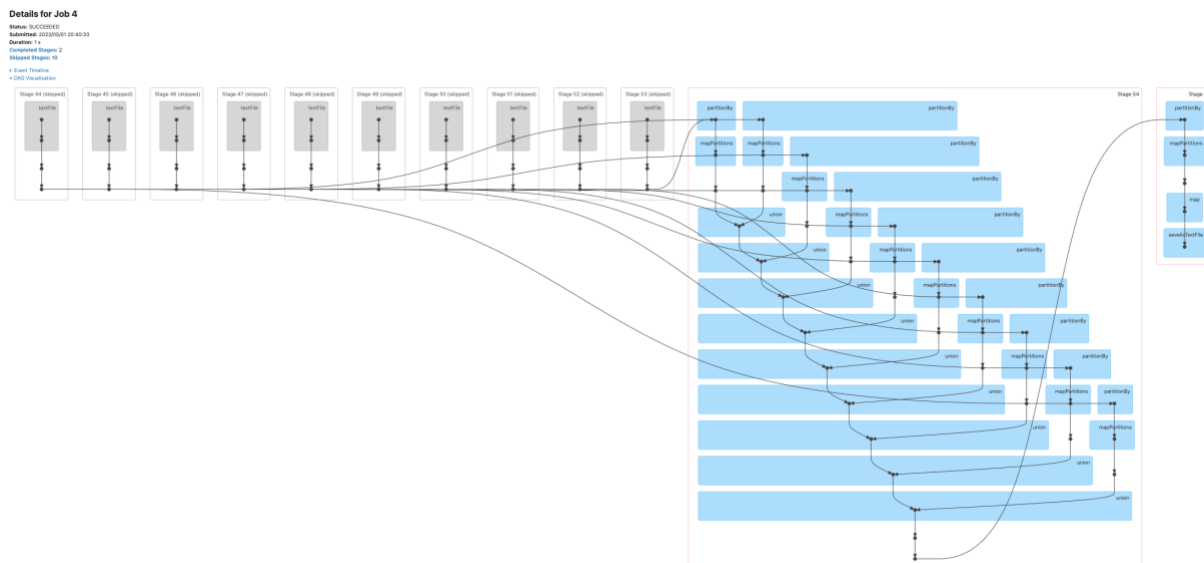 Details for Job 4
Status: SUCCEEDED
Submitted: 2023/05/01 20:40:33
Duration: 1 s
Completed Stages: 2
Skipped Stages: 10
Event Timeline
DAG Visualization
Stage 44 (skipped) Stage 45 (skipped) Stage 46 (skipped) Stage 47 (skipped) Stage 48 (skipped) Stage 49 (skipped) Stage 50 (skipped) Stage 51 (skipped) Stage 52 (skipped) Stage 53 (skipped) Stage 54 Stage
textFile textFile textFile textFile textFile textFile textFile textFile textFile textFile partitionBy partitionBy partitionBy
mapPartitions mapPartitions partitionBy mapPartitions
mapPartitions partitionBy
map
union mapPartitions partitionBy
saveAsTextFile
union mapPartitions partitionBy
union mapPartitions partitionBy
union mapPartitions partitionBy
union mapPartitions partitionBy
union mapPartitions partitionBy
union mapPartitions
union
union